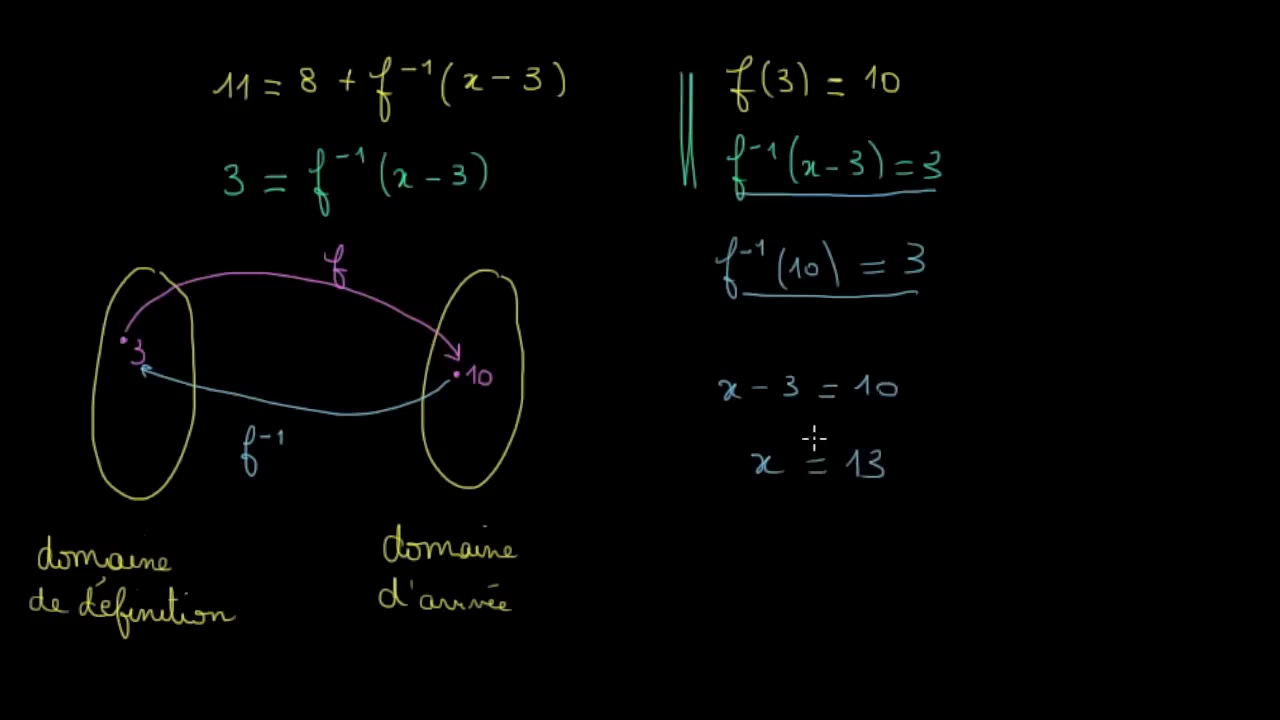 11 = 8 + f⁻¹(x − 3)
3 = f⁻¹(x − 3)
f
3
10
f⁻¹
domaine
de définition
domaine
d'arrivée
f(3) = 10
f⁻¹(x − 3) = 3
f⁻¹(10) = 3
x − 3 = 10
x = 13